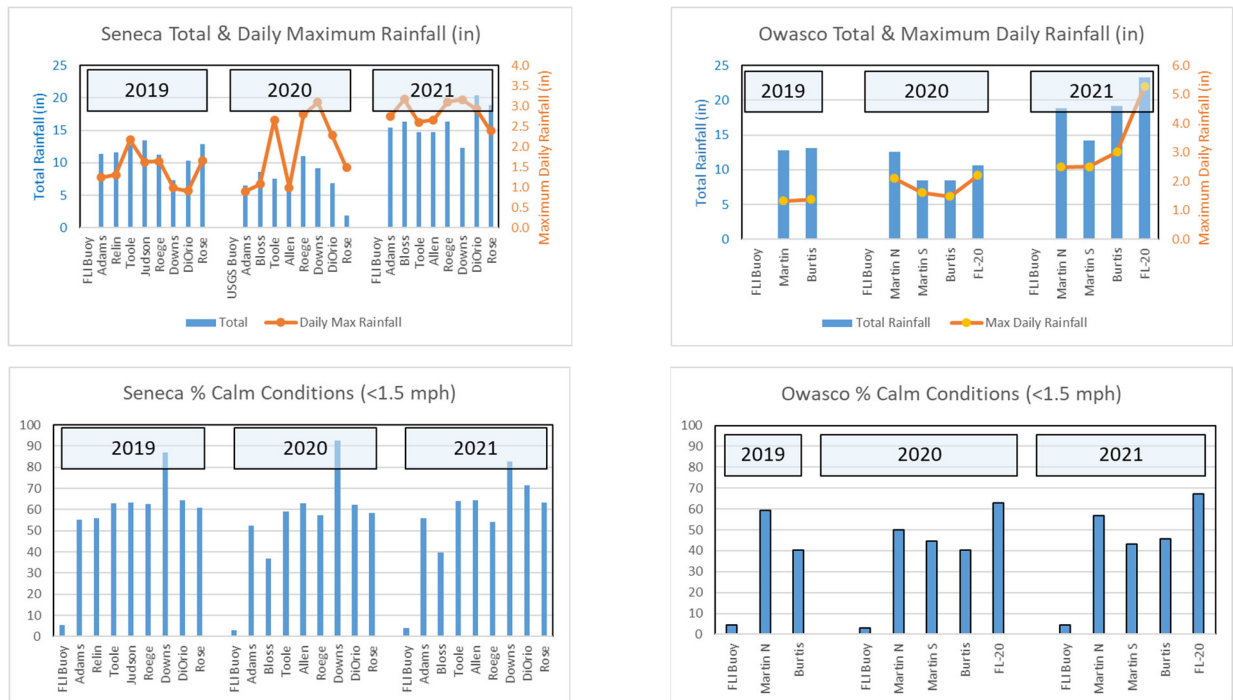 Seneca Total & Daily Maximum Rainfall (in)
25
20
15
10
5
0
Total Rainfall (in)
4.0
3.5
3.0
2.5
2.0
1.5
1.0
0.5
0.0
Maximum Daily Rainfall (in)
2019
2020
2021
FLI Buoy
Adams
Relin
Toole
Judson
Roege
Downs
DiOrio
Rose
USGS Buoy
Adams
Bloss
Toole
Allen
Roege
Downs
DiOrio
Rose
FLI Buoy
Adams
Bloss
Toole
Allen
Roege
Downs
DiOrio
Rose
Total
Daily Max Rainfall
Owasco Total & Maximum Daily Rainfall (in)
25
20
15
10
5
0
Total Rainfall (in)
6.0
5.0
4.0
3.0
2.0
1.0
0.0
Maximum Daily Rainfall (in)
2019
2020
2021
FLI Buoy
Martin
Burtis
FLI Buoy
Martin N
Martin S
Burtis
FL-20
FLI Buoy
Martin N
Martin S
Burtis
FL-20
Total Rainfall
Max Daily Rainfall
Seneca % Calm Conditions (<1.5 mph)
100
90
80
70
60
50
40
30
20
10
0
2019
2020
2021
FLI Buoy
Adams
Relin
Toole
Judson
Roege
Downs
DiOrio
Rose
FLI Buoy
Adams
Bloss
Toole
Allen
Roege
Downs
DiOrio
Rose
FLI Buoy
Adams
Bloss
Toole
Allen
Roege
Downs
DiOrio
Rose
Owasco % Calm Conditions (<1.5 mph)
100
90
80
70
60
50
40
30
20
10
0
2019
2020
2021
FLI Buoy
Martin N
Burtis
FLI Buoy
Martin N
Martin S
Burtis
FL-20
FLI Buoy
Martin N
Martin S
Burtis
FL-20